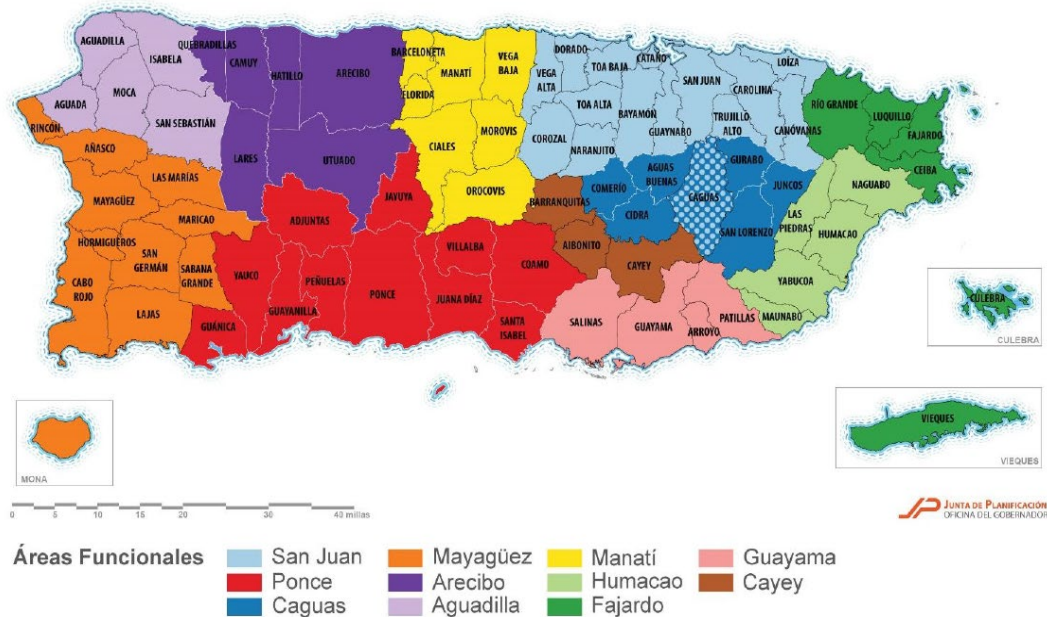 AGUADILLA
ISABELA
QUEBRADILLAS
CAMUY
HATILLO
ARECIBO
BARCELONETA
MANATÍ
VEGA
BAJA
DORADO
VEGA
ALTA
TOA BAJA
CATAÑO
SAN JUAN
LOÍZA
CAROLINA
AGUADA
MOCA
SAN SEBASTIÁN
FLORIDA
TOA ALTA
BAYAMÓN
GUAYNABO
TRUJILLO
ALTO
CANÓVANAS
RÍO GRANDE
LUQUILLO
FAJARDO
CEIBA
RINCÓN
AÑASCO
LARES
UTUADO
CIALES
MOROVIS
COROZAL
NARANJITO
LAS MARÍAS
MAYAGÜEZ
MARICAO
ADJUNTAS
JAYUYA
OROCOVIS
BARRANQUITAS
COMERÍO
AGUAS
BUENAS
CIDRA
CAGUAS
GURABO
JUNCOS
SAN LORENZO
LAS
PIEDRAS
NAGUABO
HUMACAO
HORMIGUEROS
SAN
GERMÁN
SABANA
GRANDE
CABO
ROJO
LAJAS
YAUCO
GUÁNICA
GUAYANILLA
PEÑUELAS
PONCE
VILLALBA
JUANA DÍAZ
COAMO
SANTA
ISABEL
AIBONITO
CAYEY
SALINAS
GUAYAMA
ARROYO
PATILLAS
YABUCOA
MAUNABO
CULEBRA
CULEBRA
VIEQUES
VIEQUES
MONA
0 5 10 15 20 30 40 millas
JP JUNTA DE PLANIFICACIÓN
OFICINA DEL GOBERNADOR
Áreas Funcionales
San Juan
Ponce
Caguas
Mayagüez
Arecibo
Aguadilla
Manatí
Humacao
Fajardo
Guayama
Cayey